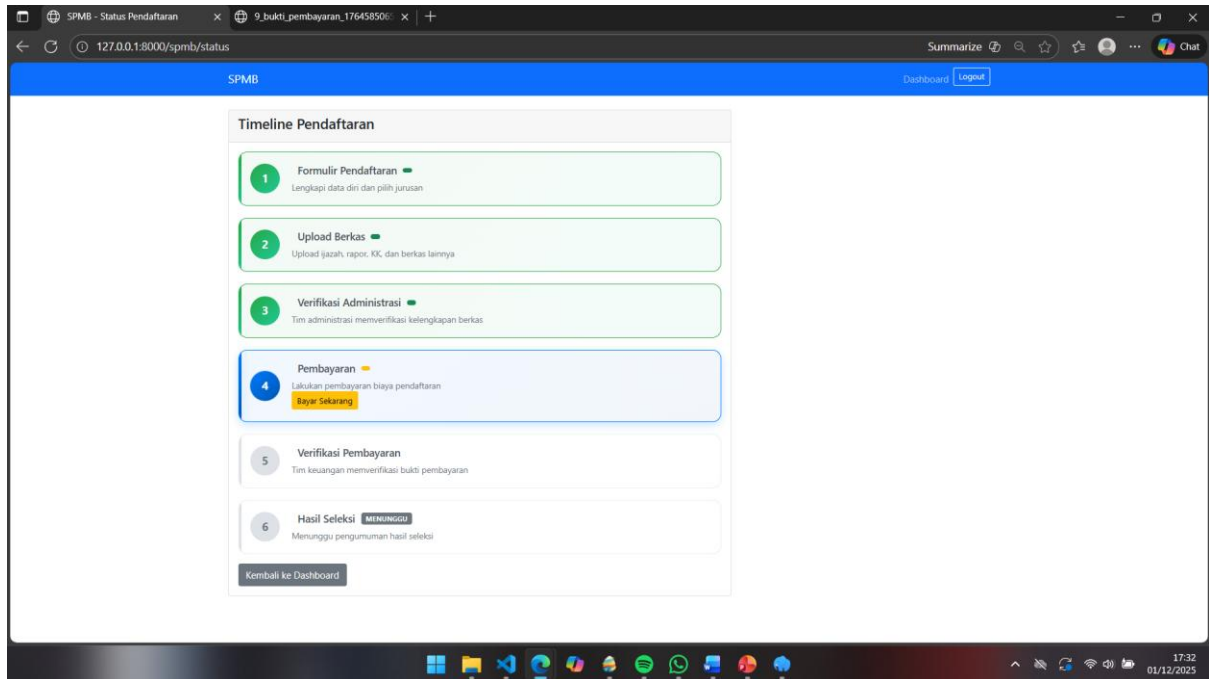 SPMB - Status Pendaftaran
9_bukti_pembayaran_1764585065
127.0.0.1:8000/spmb/status
Summarize
Chat
SPMB
Dashboard
Logout
Timeline Pendaftaran
1
Formulir Pendaftaran
Lengkapi data diri dan pilih jurusan
2
Upload Berkas
Upload ijazah, rapor, KK, dan berkas lainnya
3
Verifikasi Administrasi
Tim administrasi memverifikasi kelengkapan berkas
4
Pembayaran
Lakukan pembayaran biaya pendaftaran
Bayar Sekarang
5
Verifikasi Pembayaran
Tim keuangan memverifikasi bukti pembayaran
6
Hasil Seleksi MENUNGGU
Menunggu pengumuman hasil seleksi
Kembali ke Dashboard
17:32
01/12/2025